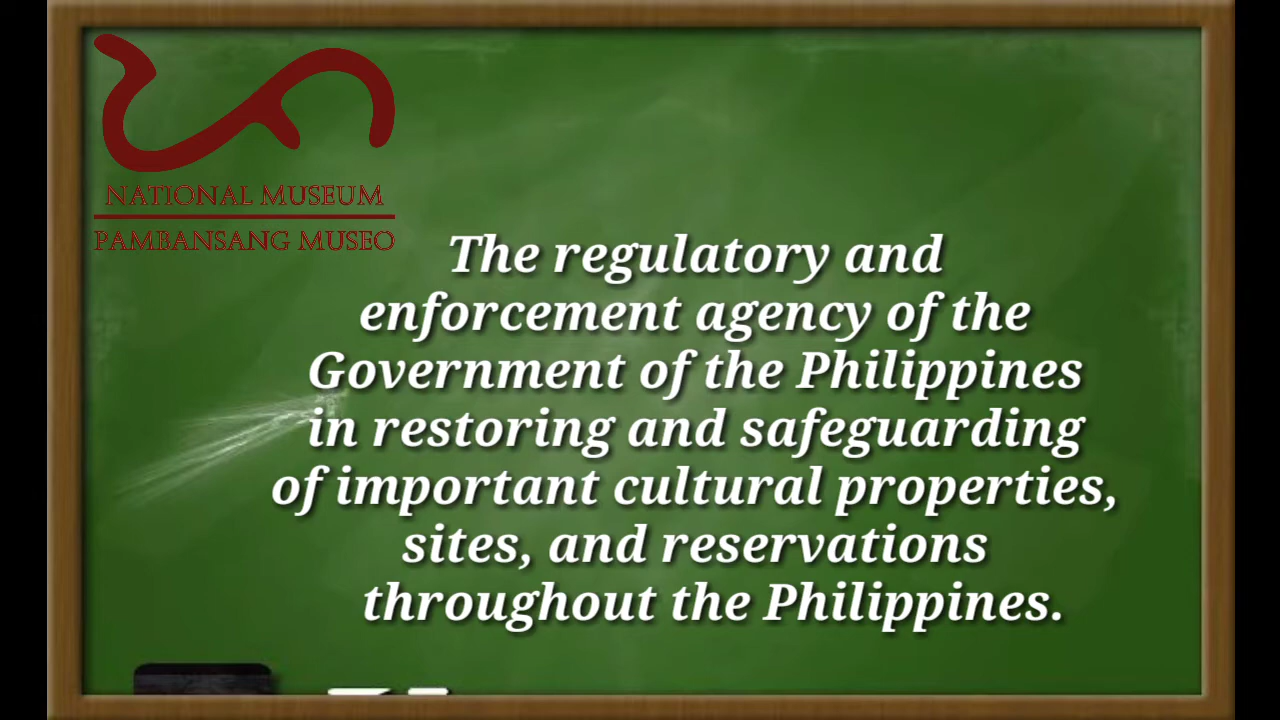 NATIONAL MUSEUM
PAMBANSANG MUSEO
The regulatory and
enforcement agency of the
Government of the Philippines
in restoring and safeguarding
of important cultural properties,
sites, and reservations
throughout the Philippines.